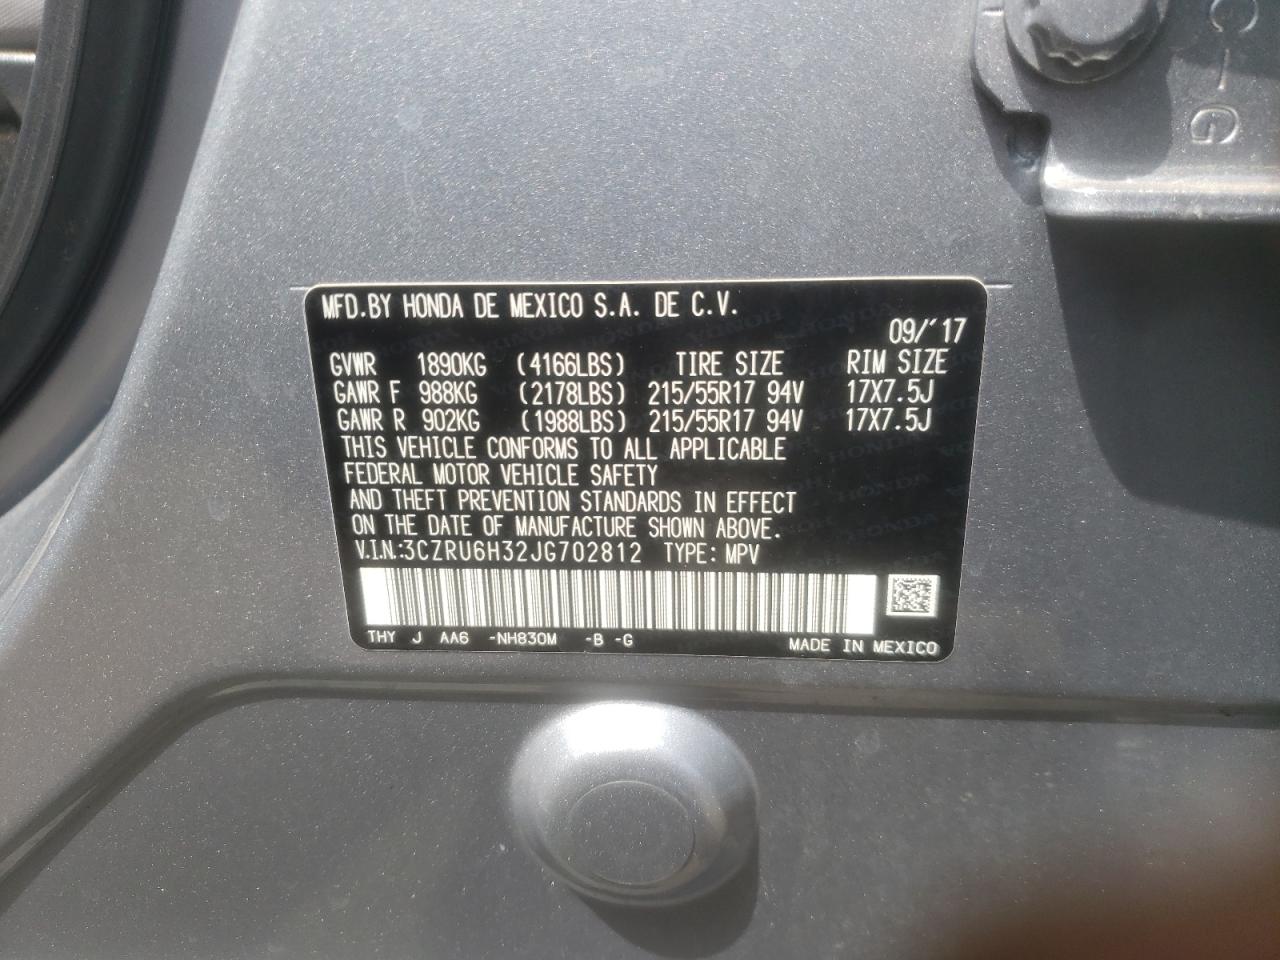 C-G
MFD.BY HONDA DE MEXICO S.A. DE C.V.
09/'17
GVWR 1890KG (4166LBS) TIRE SIZE RIM SIZE
GAWR F 988KG (2178LBS) 215/55R17 94V 17X7.5J
GAWR R 902KG (1988LBS) 215/55R17 94V 17X7.5J
THIS VEHICLE CONFORMS TO ALL APPLICABLE
FEDERAL MOTOR VEHICLE SAFETY
AND THEFT PREVENTION STANDARDS IN EFFECT
ON THE DATE OF MANUFACTURE SHOWN ABOVE.
V.I.N.:3CZRU6H32JG702812 TYPE: MPV
THY J AA6 -NH830M -B -G MADE IN MEXICO